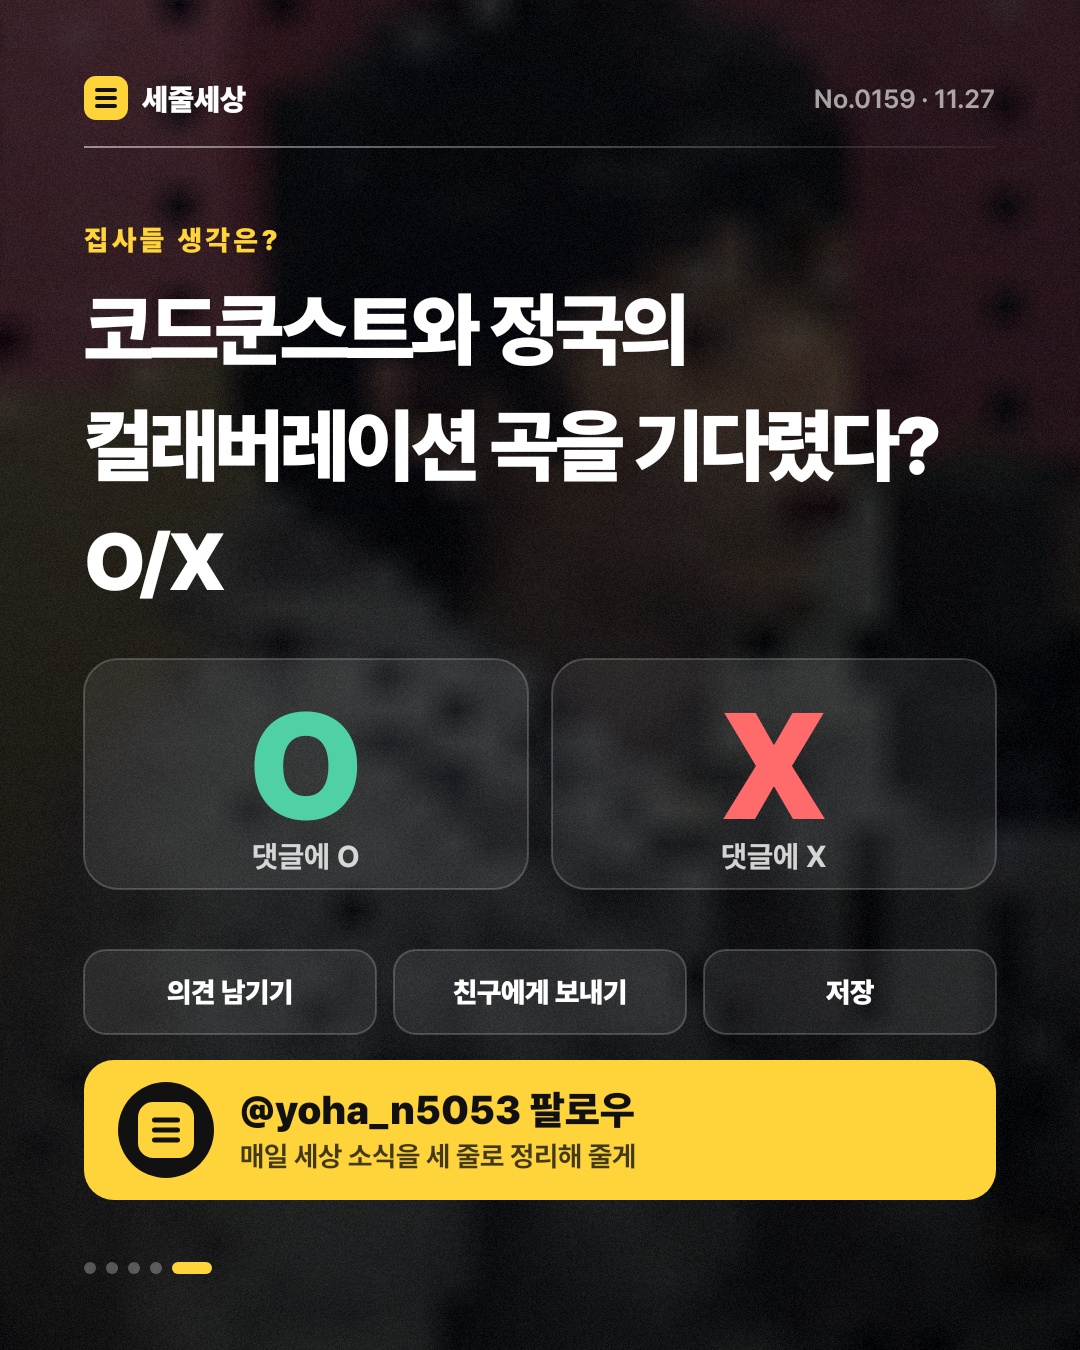 세줄세상
No.0159 · 11.27
집사들 생각은?
코드쿤스트와 정국의
컬래버레이션 곡을 기다렸다?
O/X
O
댓글에 O
X
댓글에 X
의견 남기기
친구에게 보내기
저장
@yoha_n5053 팔로우
매일 세상 소식을 세 줄로 정리해 줄게